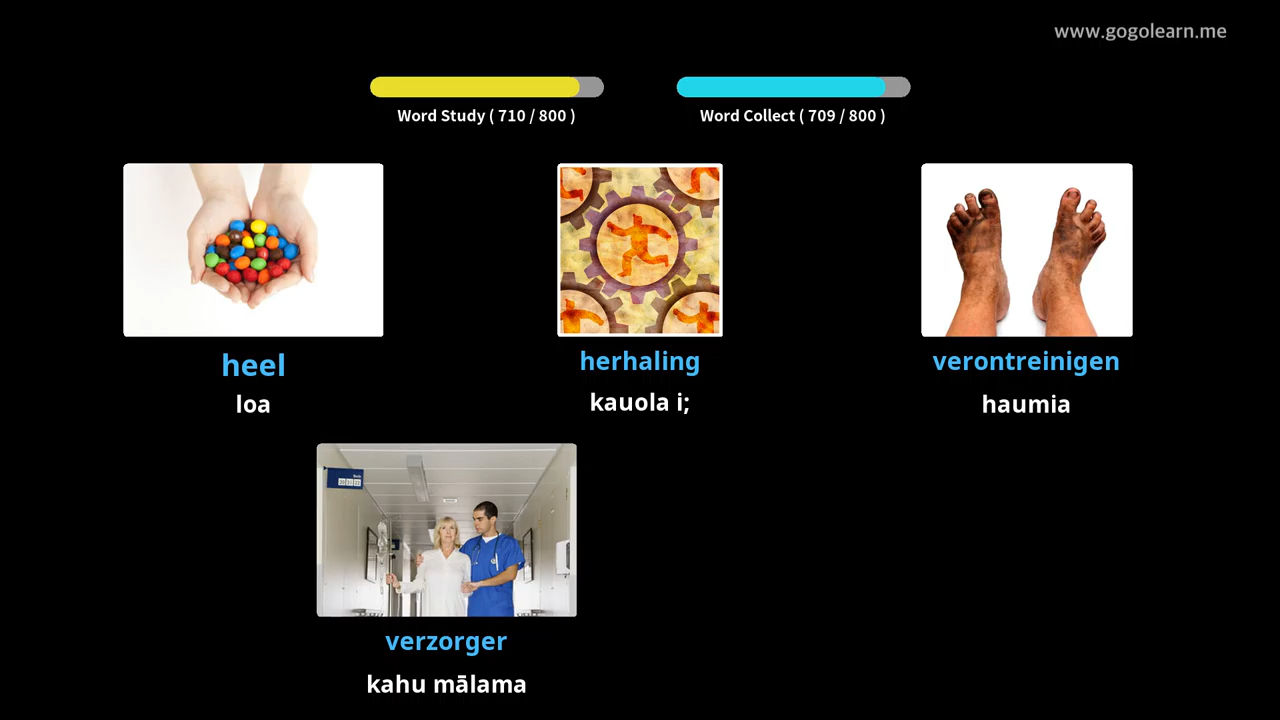 www.gogolearn.me
Word Study ( 710 / 800 )
Word Collect ( 709 / 800 )
heel
loa
herhaling
kauola i;
verontreinigen
haumia
verzorger
kahu mālama